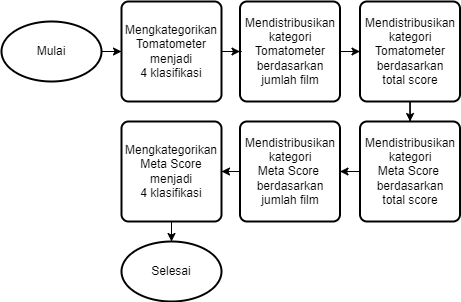 Mulai
Mengkategorikan
Tomatometer
menjadi
4 klasifikasi
Mendistribusikan
kategori
Tomatometer
berdasarkan
jumlah film
Mendistribusikan
kategori
Tomatometer
berdasarkan
total score
Mendistribusikan
kategori
Meta Score
berdasarkan
total score
Mendistribusikan
kategori
Meta Score
berdasarkan
jumlah film
Mengkategorikan
Meta Score
menjadi
4 klasifikasi
Selesai